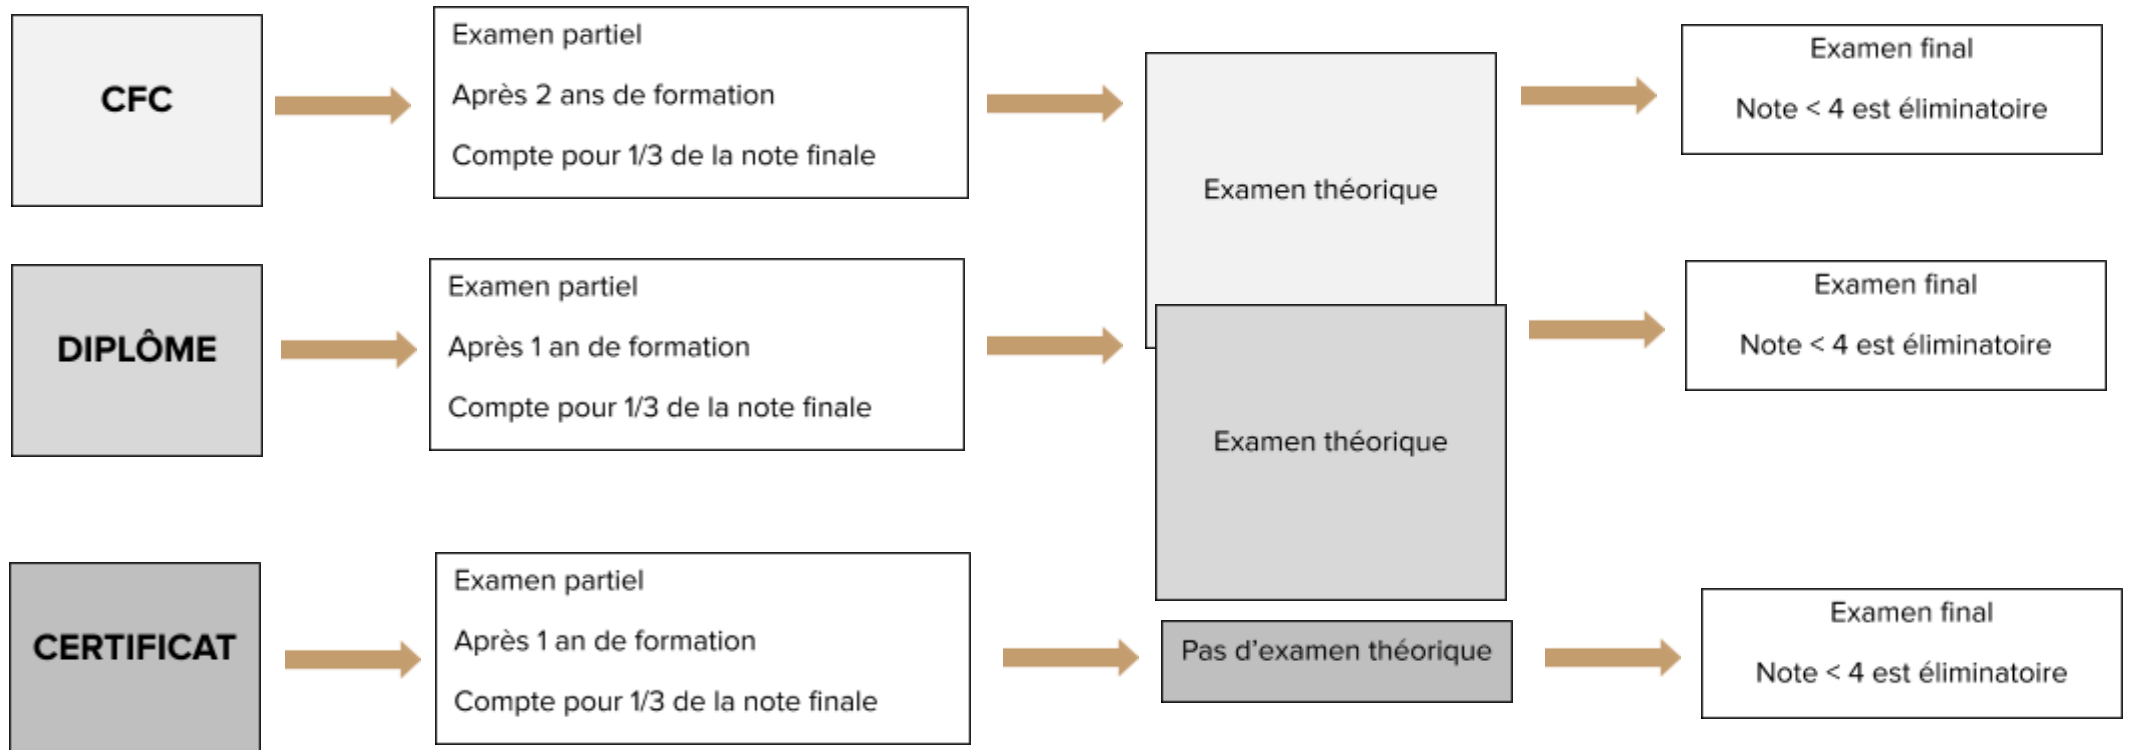 CFC
Examen partiel
Après 2 ans de formation
Compte pour 1/3 de la note finale
Examen théorique
Examen final
Note < 4 est éliminatoire
DIPLÔME
Examen partiel
Après 1 an de formation
Compte pour 1/3 de la note finale
Examen théorique
Examen final
Note < 4 est éliminatoire
CERTIFICAT
Examen partiel
Après 1 an de formation
Compte pour 1/3 de la note finale
Pas d’examen théorique
Examen final
Note < 4 est éliminatoire